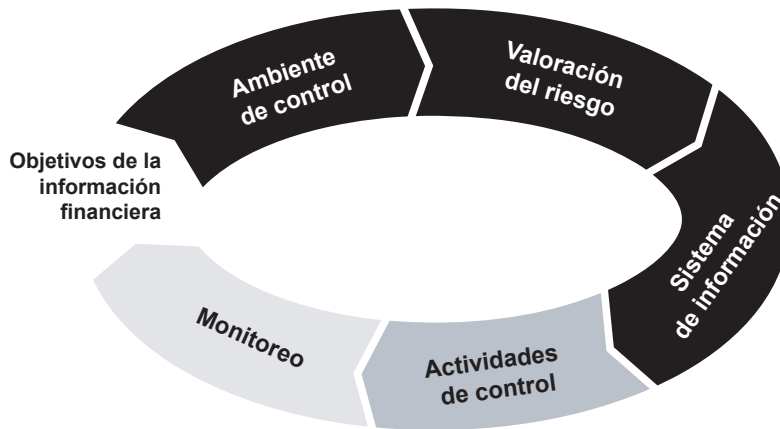 Ambiente
de control
Valoración
del riesgo
Objetivos de la
información
financiera
Sistema
de información
Monitoreo
Actividades
de control